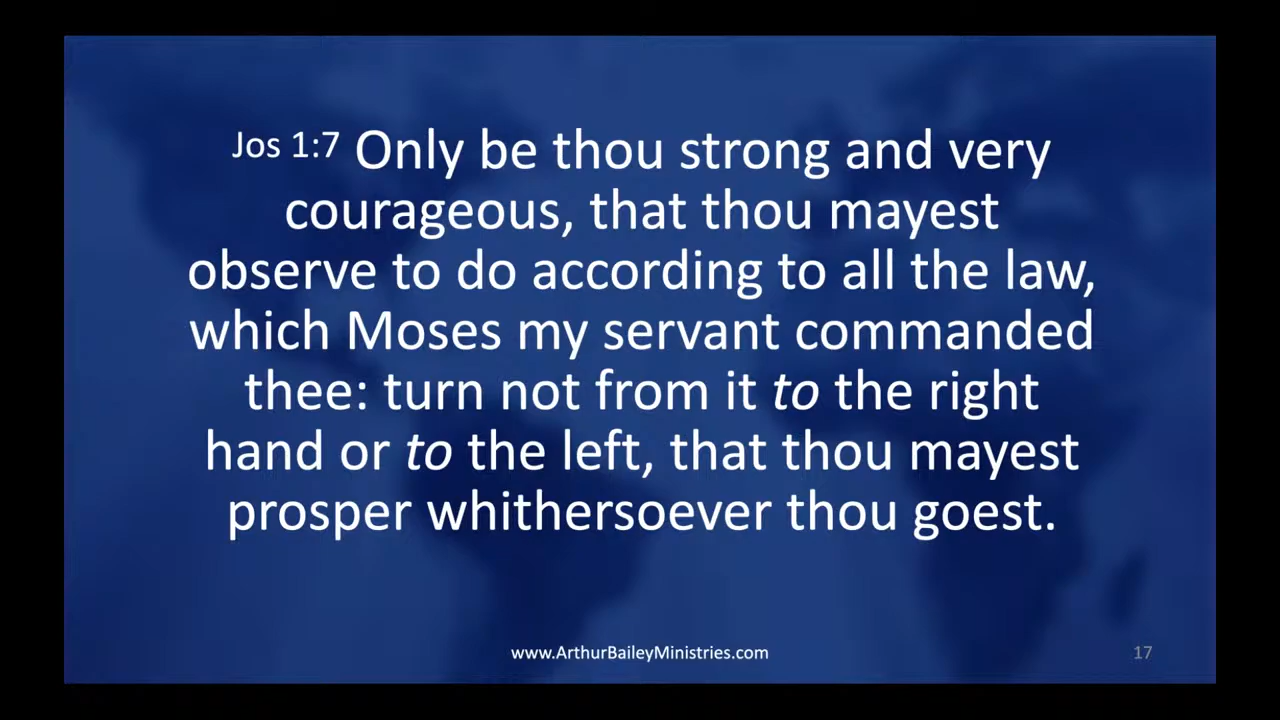 Jos 1:7 Only be thou strong and very
courageous, that thou mayest
observe to do according to all the law,
which Moses my servant commanded
thee: turn not from it to the right
hand or to the left, that thou mayest
prosper whithersoever thou goest.
www.ArthurBaileyMinistries.com
17